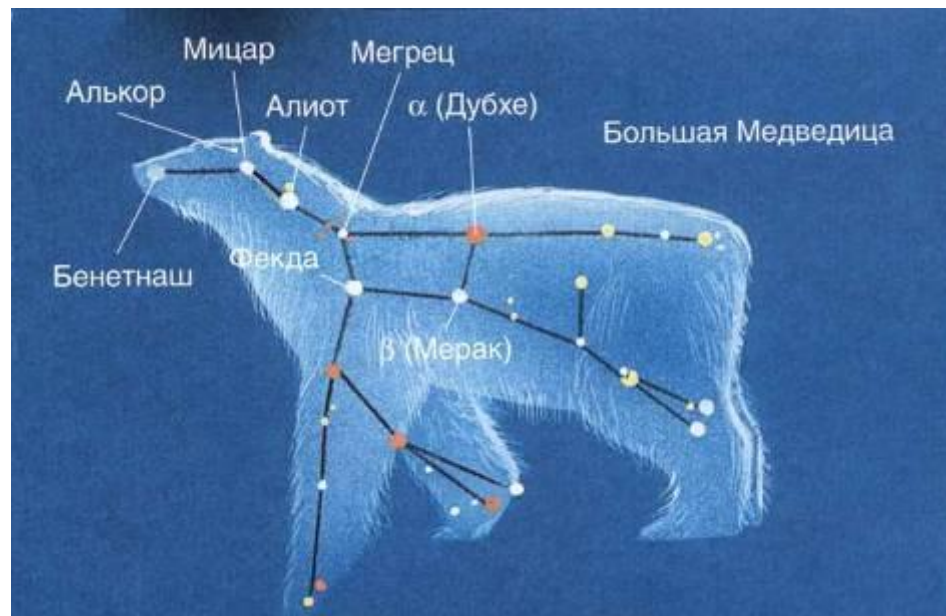 Мицар
Мегрец
Алькор
Алиот
α (Дубхе)
Большая Медведица
Фекда
Бенетнаш
β (Мерак)